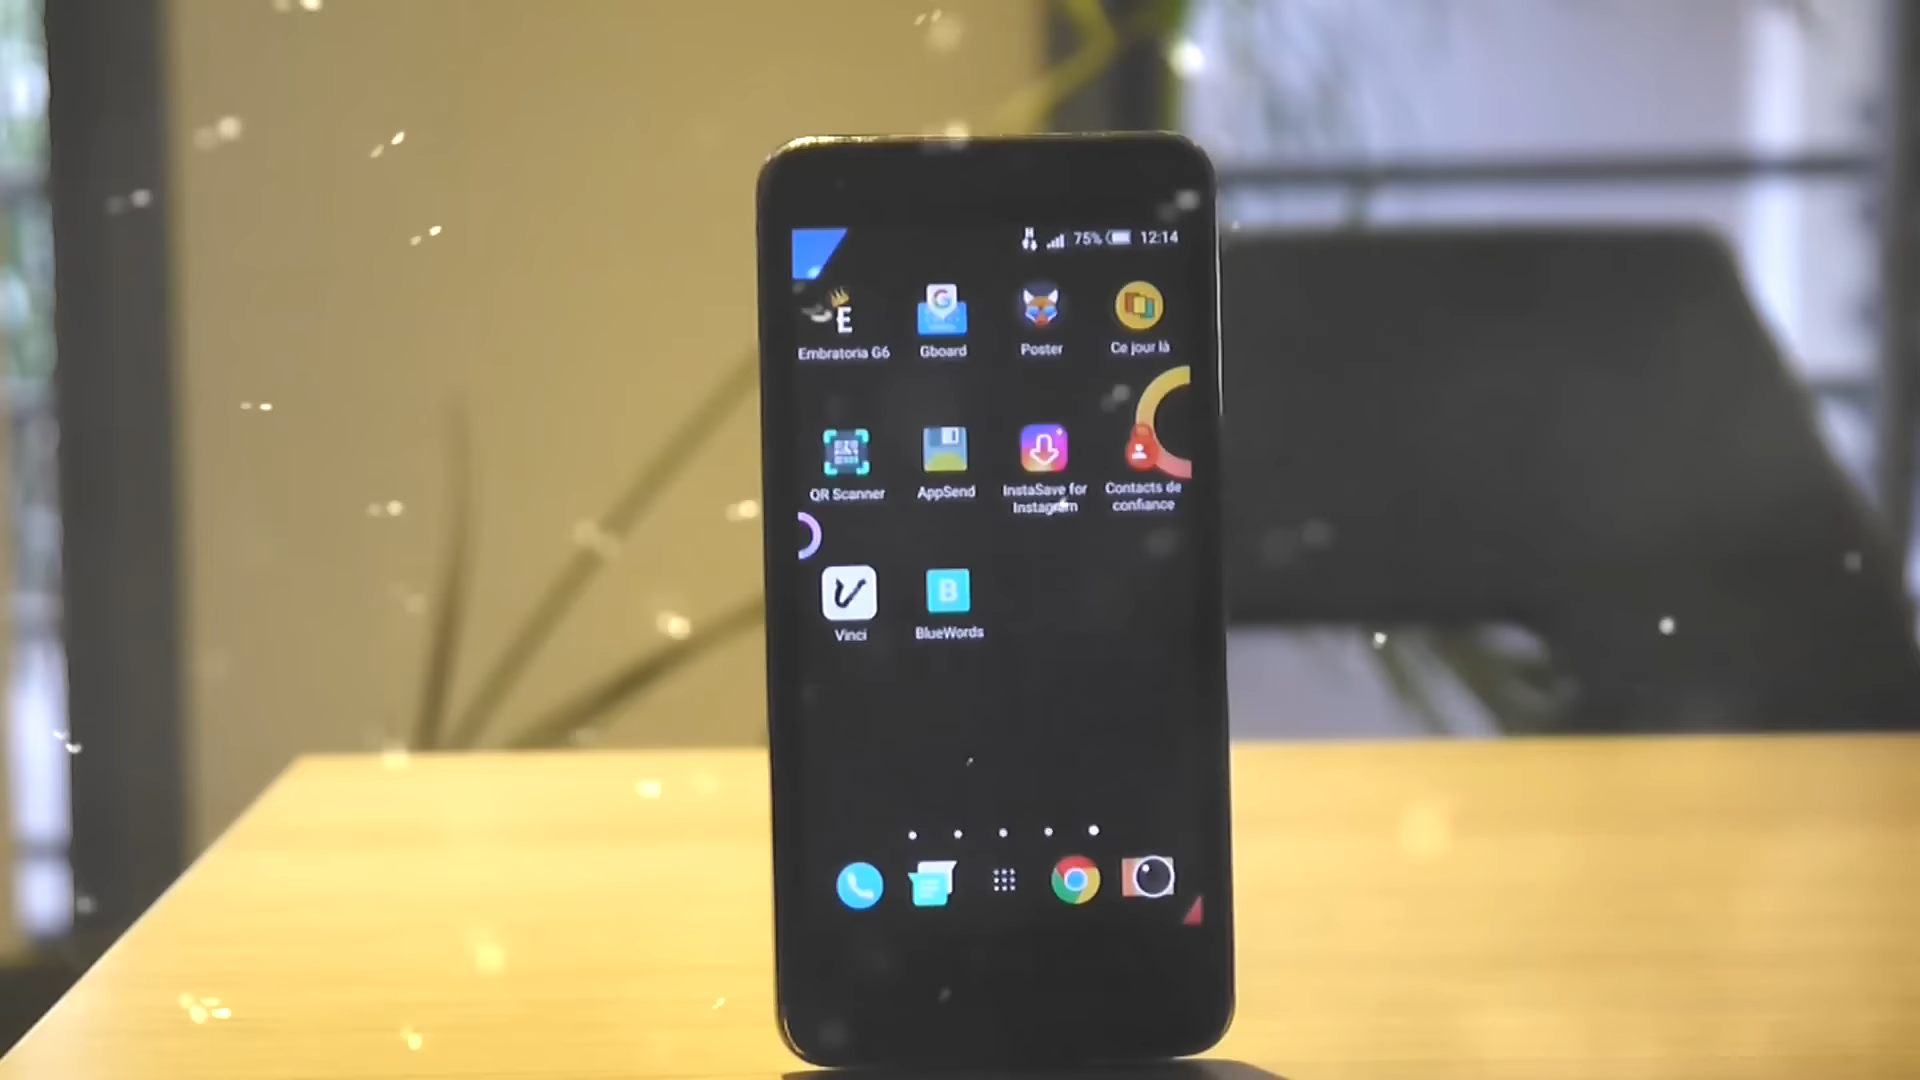 H 75% 12:14
E
G
Embratoria G6 Gboard Poster Ce jour là
QR Scanner AppSend InstaSave for Instagram Contacts de confiance
V B
Vinci BlueWords